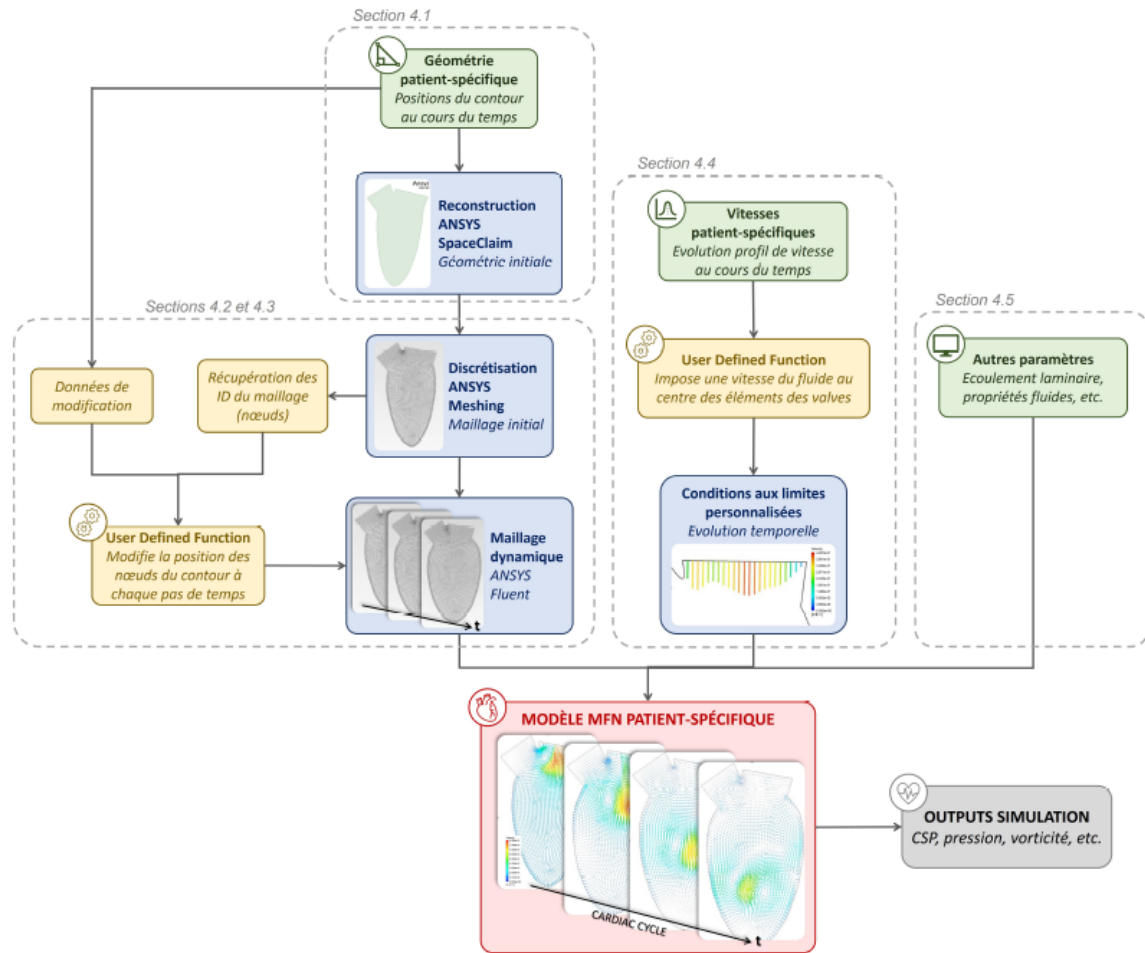 Section 4.1
Géométrie
patient-spécifique
Positions du contour
au cours du temps
Reconstruction
ANSYS
SpaceClaim
Géométrie initiale
Section 4.4
Vitesses
patient-spécifiques
Evolution profil de vitesse
au cours du temps
User Defined Function
Impose une vitesse du fluide au
centre des éléments des valves
Conditions aux limites
personnalisées
Evolution temporelle
Section 4.5
Autres paramètres
Ecoulement laminaire,
propriétés fluides, etc.
Sections 4.2 et 4.3
Données de
modification
Récupération des
ID du maillage
(nœuds)
Discrétisation
ANSYS
Meshing
Maillage initial
User Defined Function
Modifie la position des
nœuds du contour à
chaque pas de temps
Maillage
dynamique
ANSYS
Fluent
t
MODÈLE MFN PATIENT-SPÉCIFIQUE
CARDIAC CYCLE
t
OUTPUTS SIMULATION
CSP, pression, vorticité, etc.